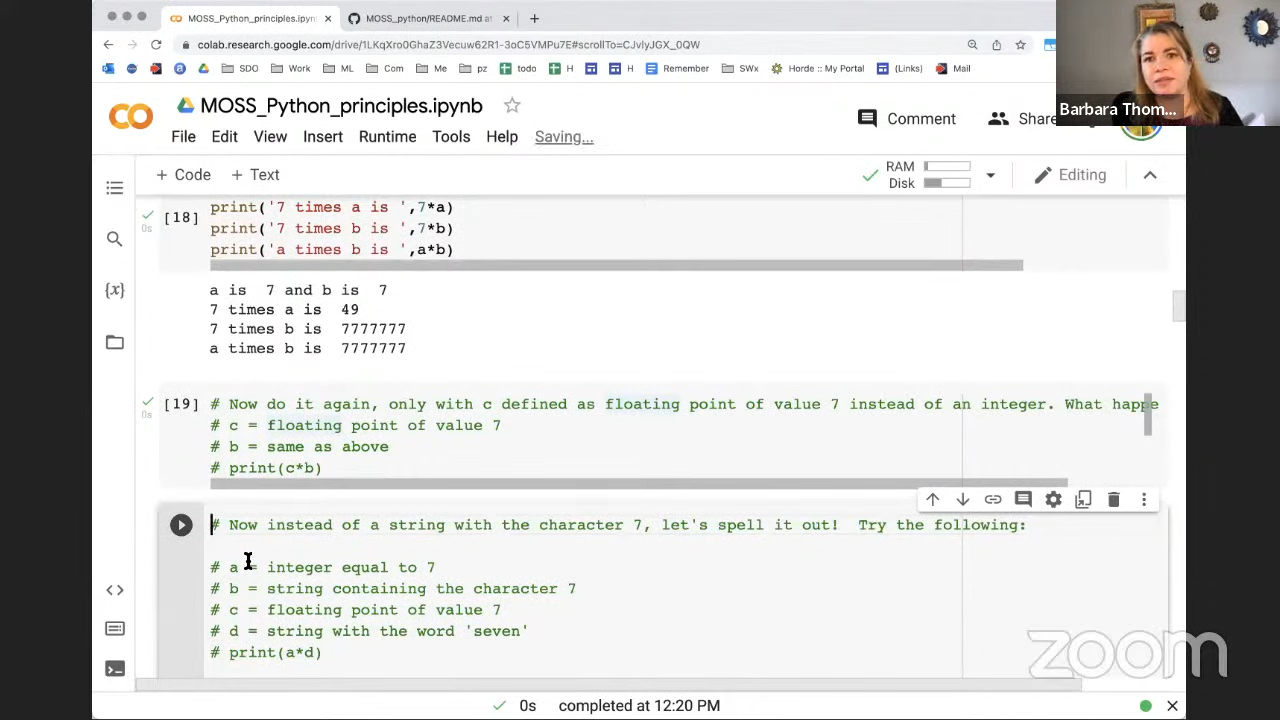 MOSS_Python_principles.ipyn
MOSS_python/README.md at
colab.research.google.com/drive/1LKqXro0GhaZ3Vecuw62R1-3oC5VMPu7E#scrollTo=CJvlyJGX_0QW
SDO
Work
ML
Com
Me
pz
todo
H
H
Remember
SWx
Horde :: My Portal
(Links)
Mail
Barbara Thom...
MOSS_Python_principles.ipynb
File Edit View Insert Runtime Tools Help Saving...
Comment
Share
+ Code + Text
RAM
Disk
Editing
[18]
0s
print('7 times a is ',7*a)
print('7 times b is ',7*b)
print('a times b is ',a*b)
a is  7 and b is  7
7 times a is  49
7 times b is  7777777
a times b is  7777777
[19]
0s
# Now do it again, only with c defined as floating point of value 7 instead of an integer. What happe
# c = floating point of value 7
# b = same as above
# print(c*b)
# Now instead of a string with the character 7, let's spell it out!  Try the following:
# a = integer equal to 7
# b = string containing the character 7
# c = floating point of value 7
# d = string with the word 'seven'
# print(a*d)
zoom
0s completed at 12:20 PM